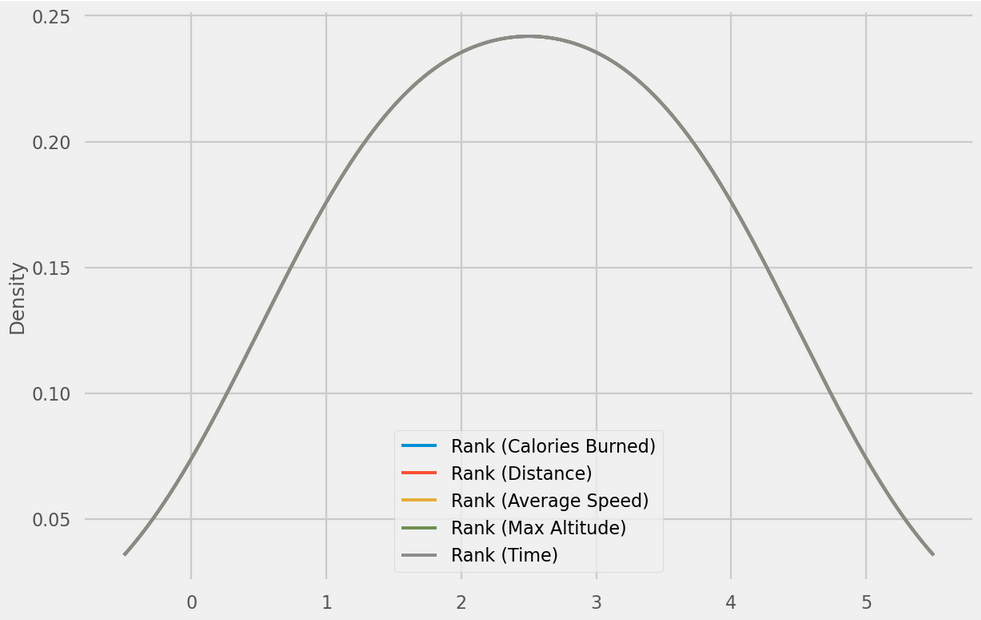 0.25
0.20
0.15
0.10
0.05
Density
Rank (Calories Burned)
Rank (Distance)
Rank (Average Speed)
Rank (Max Altitude)
Rank (Time)
0 1 2 3 4 5